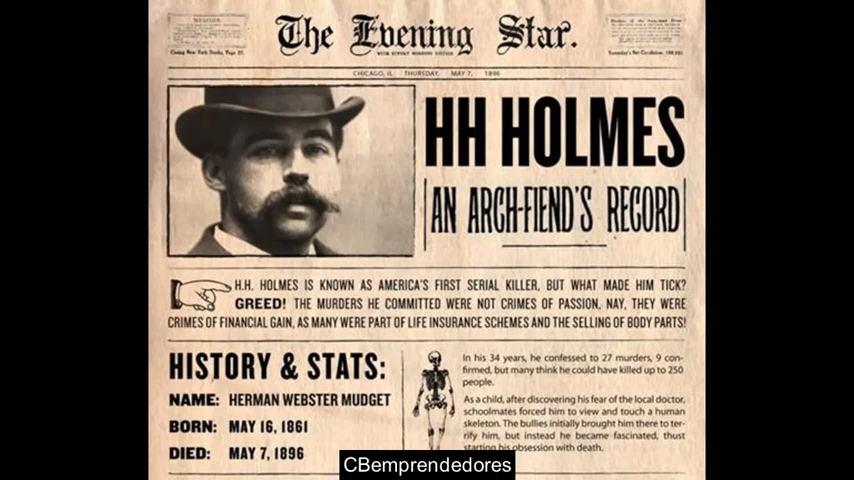 The Evening Star.
CHICAGO, IL THURSDAY, MAY 7, 1896
HH HOLMES
AN ARCH-FIEND'S RECORD
H.H. HOLMES IS KNOWN AS AMERICA'S FIRST SERIAL KILLER, BUT WHAT MADE HIM TICK?
GREED! THE MURDERS HE COMMITTED WERE NOT CRIMES OF PASSION, NAY, THEY WERE
CRIMES OF FINANCIAL GAIN, AS MANY WERE PART OF LIFE INSURANCE SCHEMES AND THE SELLING OF BODY PARTS!
HISTORY & STATS:
NAME: HERMAN WEBSTER MUDGET
BORN: MAY 16, 1861
DIED: MAY 7, 1896
In his 34 years, he confessed to 27 murders, 9 con-
firmed, but many think he could have killed up to 250
people.
As a child, after discovering his fear of the local doctor,
schoolmates forced him to view and touch a human
skeleton. The bullies initially brought him there to ter-
rify him, but instead he became fascinated, thust
starting his obsession with death.
CBemprendedores